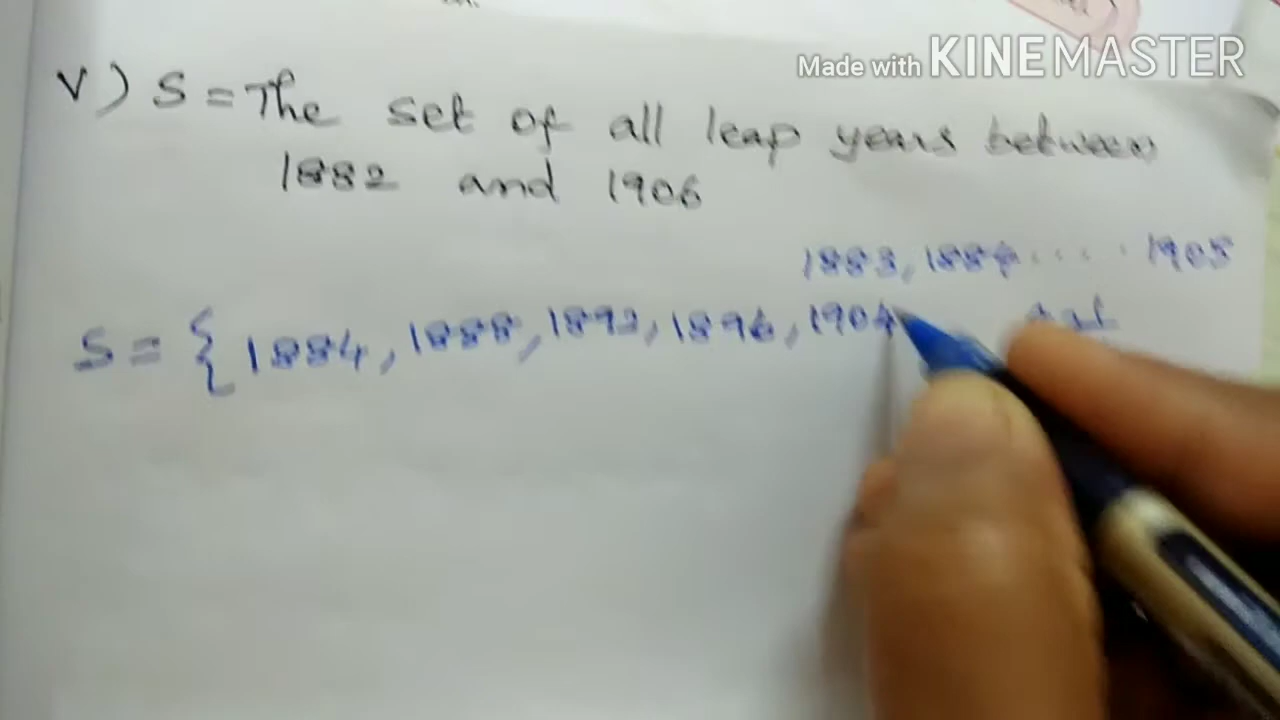 Made with KINEMASTER
V) S = The set of all leap years between
1882 and 1906
1883, 1884 ..... 1905
S = { 1884, 1888, 1892, 1896, 1904